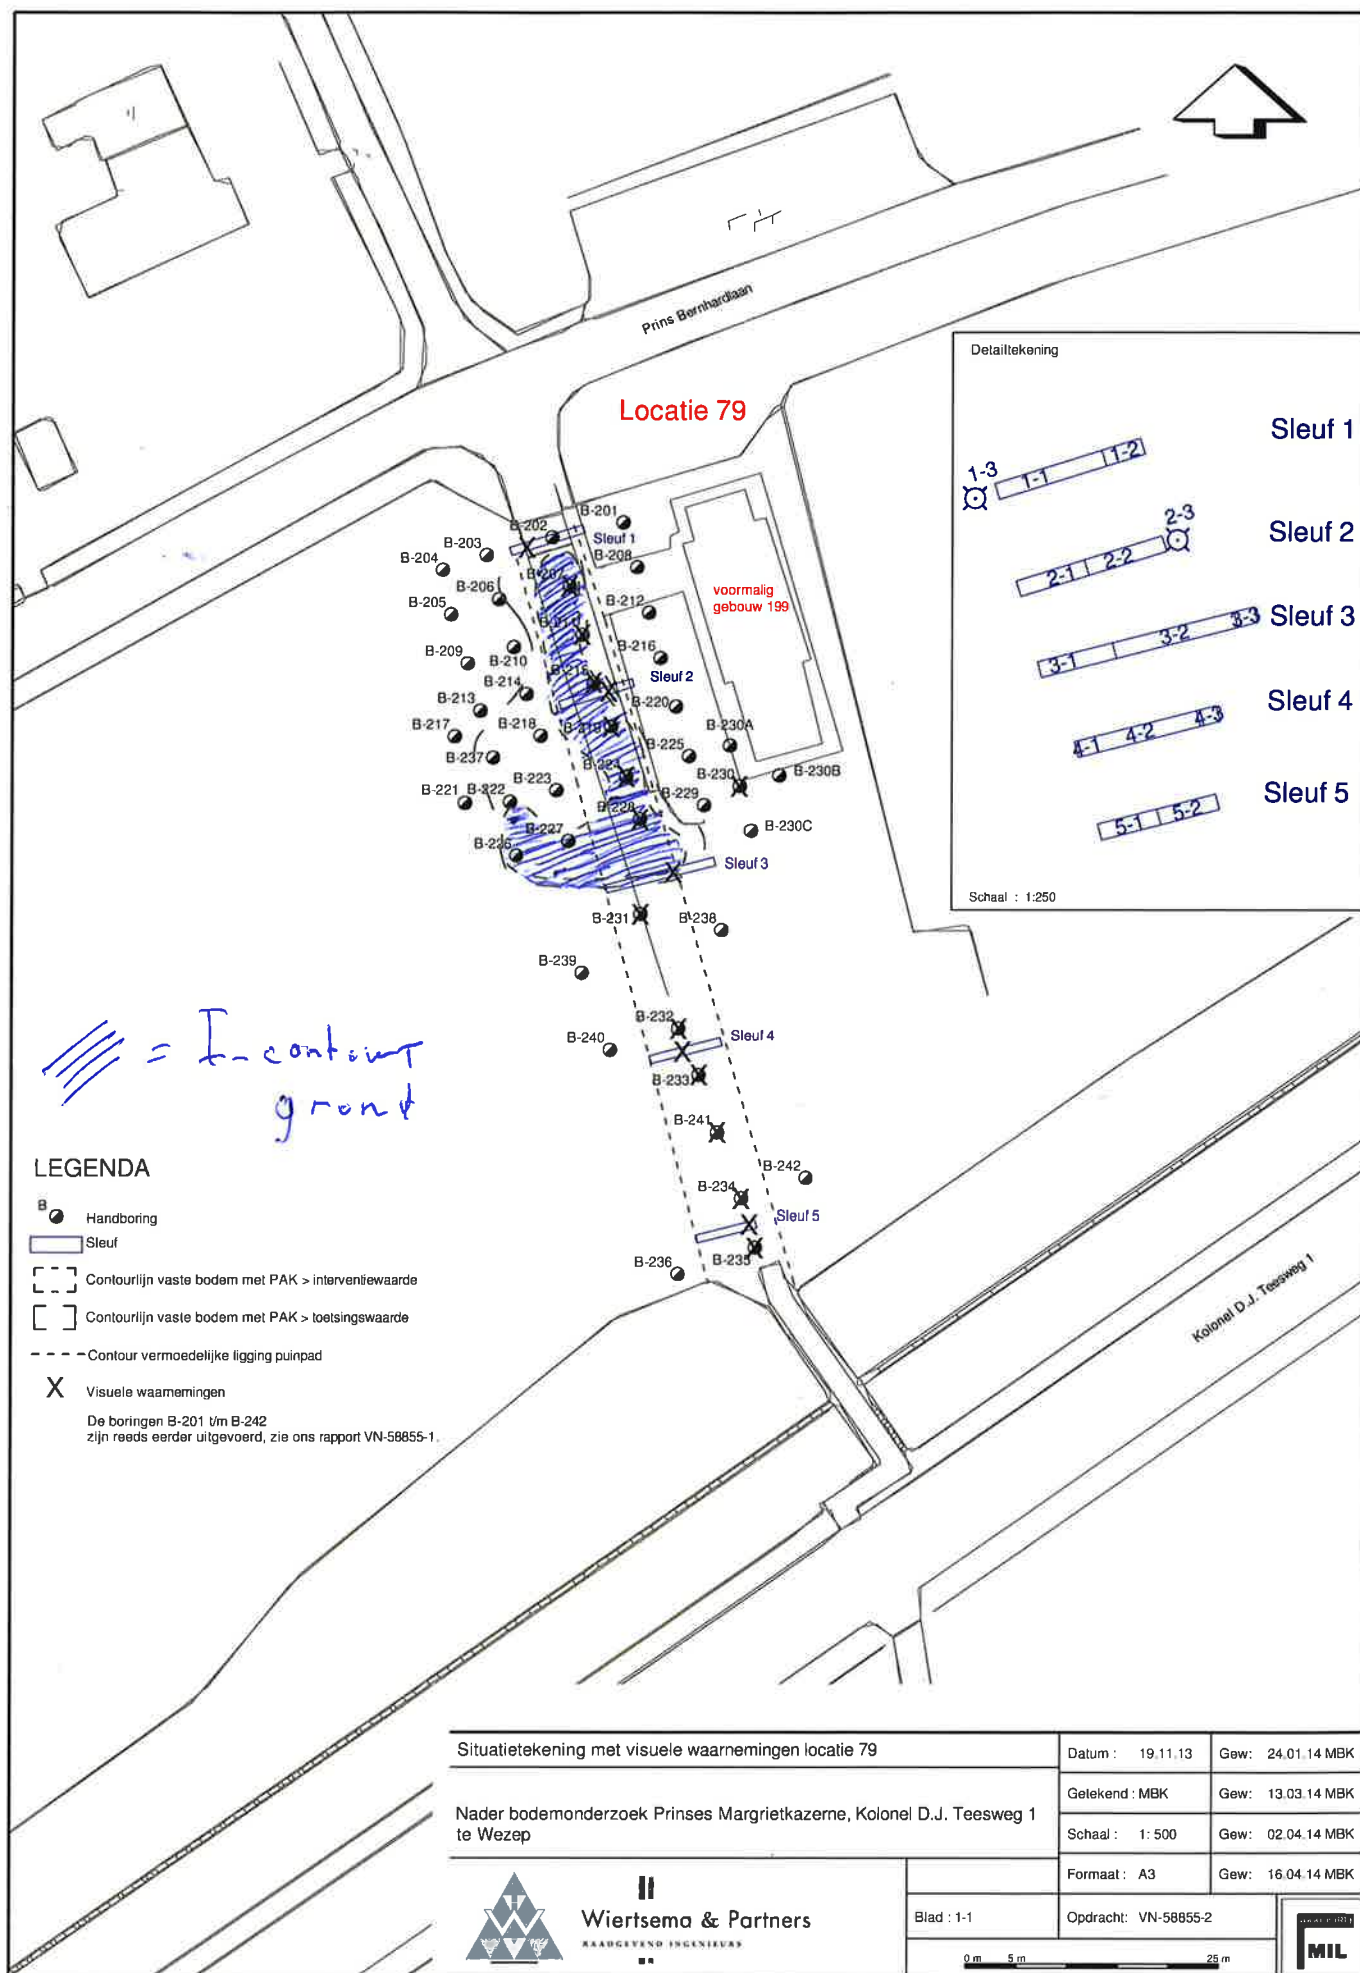 Prins Bernhardlaan
Detailtekening
Locatie 79
Sleuf 1
1-3
1-1
1-2
2-3
Sleuf 2
2-1
2-2
Sleuf 3
3-1
3-2
3-3
Sleuf 4
4-1
4-2
4-3
Sleuf 5
5-1
5-2
Schaal : 1:250
B-201
B-202
Sleuf 1
B-203
B-204
B-208
B-207
B-206
voormalig
gebouw 199
B-205
B-212
B-211
B-210
B-209
B-216
B-215
Sleuf 2
B-214
B-213
B-220
B-217
B-218
B-219
B-230A
B-237
B-225
B-224
B-230
B-230B
B-221
B-222
B-223
B-229
B-228
B-230C
B-227
B-226
Sleuf 3
B-231
B-238
B-239
B-232
Sleuf 4
B-240
B-233
B-241
B-242
B-234
Sleuf 5
B-235
B-236
= I-contour
grond
LEGENDA
B
Handboring
Sleuf
Contourlijn vaste bodem met PAK > interventiewaarde
Contourlijn vaste bodem met PAK > toetsingswaarde
Contour vermoedelijke ligging puinpad
X Visuele waarnemingen
De boringen B-201 t/m B-242
zijn reeds eerder uitgevoerd, zie ons rapport VN-58855-1.
Kolonel D.J. Teesweg 1
Situatietekening met visuele waarnemingen locatie 79
Datum : 19.11.13
Gew: 24.01.14 MBK
Nader bodemonderzoek Prinses Margrietkazerne, Kolonel D.J. Teesweg 1
te Wezep
Getekend : MBK
Gew: 13.03.14 MBK
Schaal : 1: 500
Gew: 02.04.14 MBK
Formaat : A3
Gew: 16.04.14 MBK
Wiertsema & Partners
RAADGEVEND INGENIEURS
Blad : 1-1
Opdracht: VN-58855-2
0 m 5 m 25 m
MIL